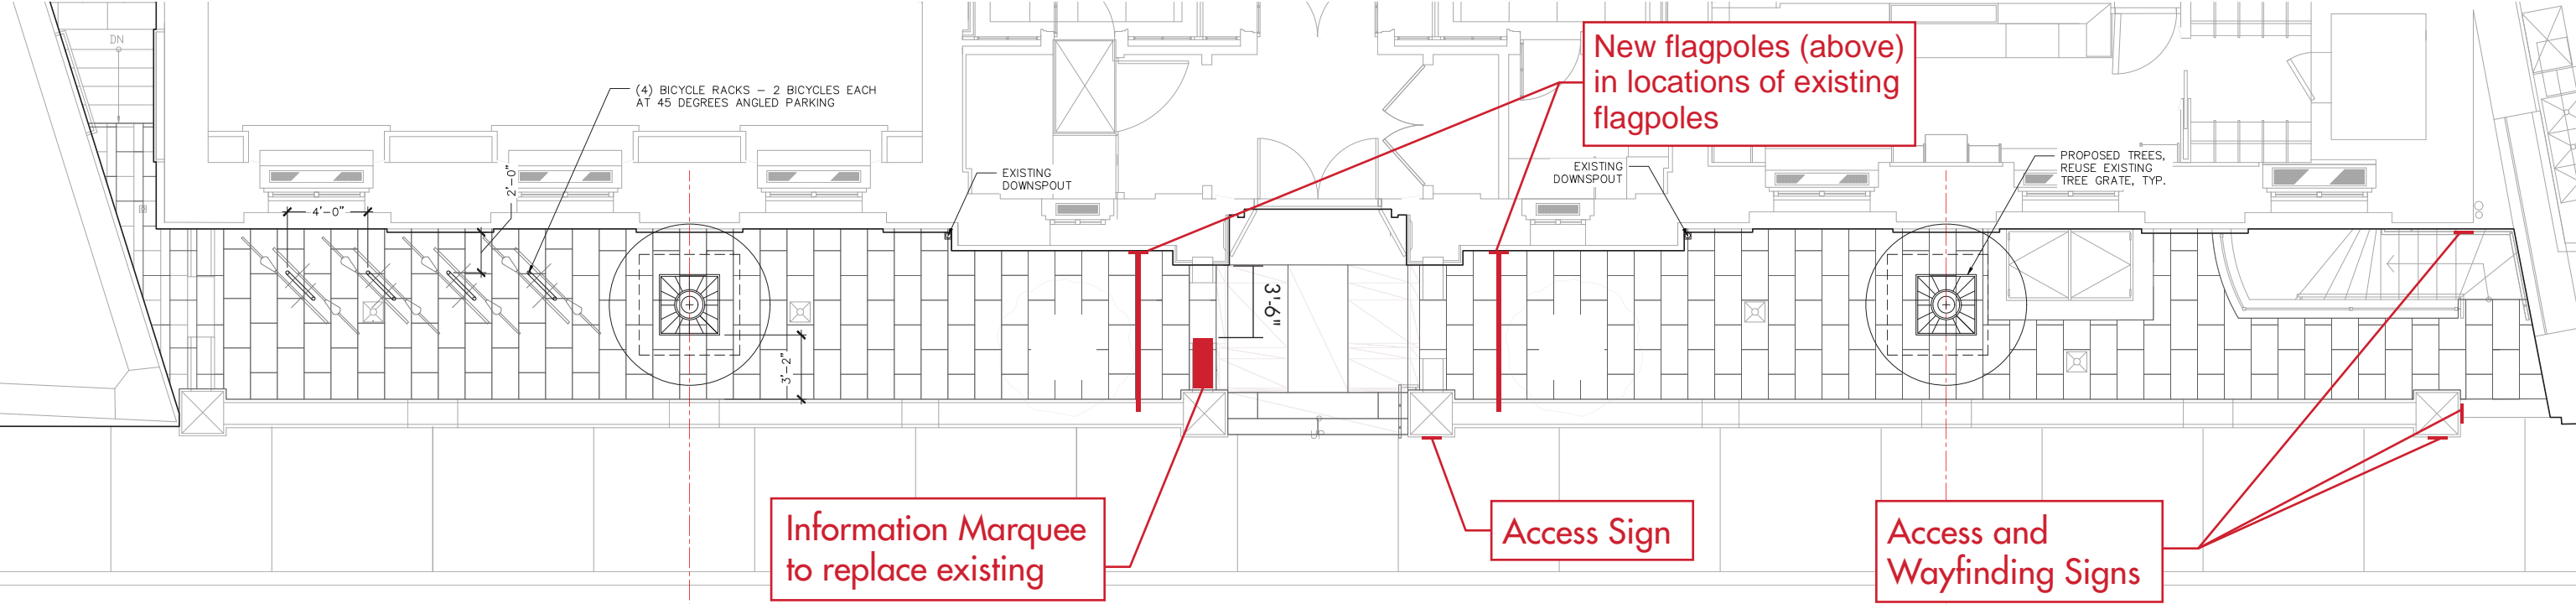 DN
(4) BICYCLE RACKS – 2 BICYCLES EACH
AT 45 DEGREES ANGLED PARKING
New flagpoles (above)
in locations of existing
flagpoles
EXISTING
DOWNSPOUT
EXISTING
DOWNSPOUT
PROPOSED TREES,
REUSE EXISTING
TREE GRATE, TYP.
2'-0"
4'-0"
3'-6"
3'-2"
UP
Information Marquee
to replace existing
Access Sign
Access and
Wayfinding Signs